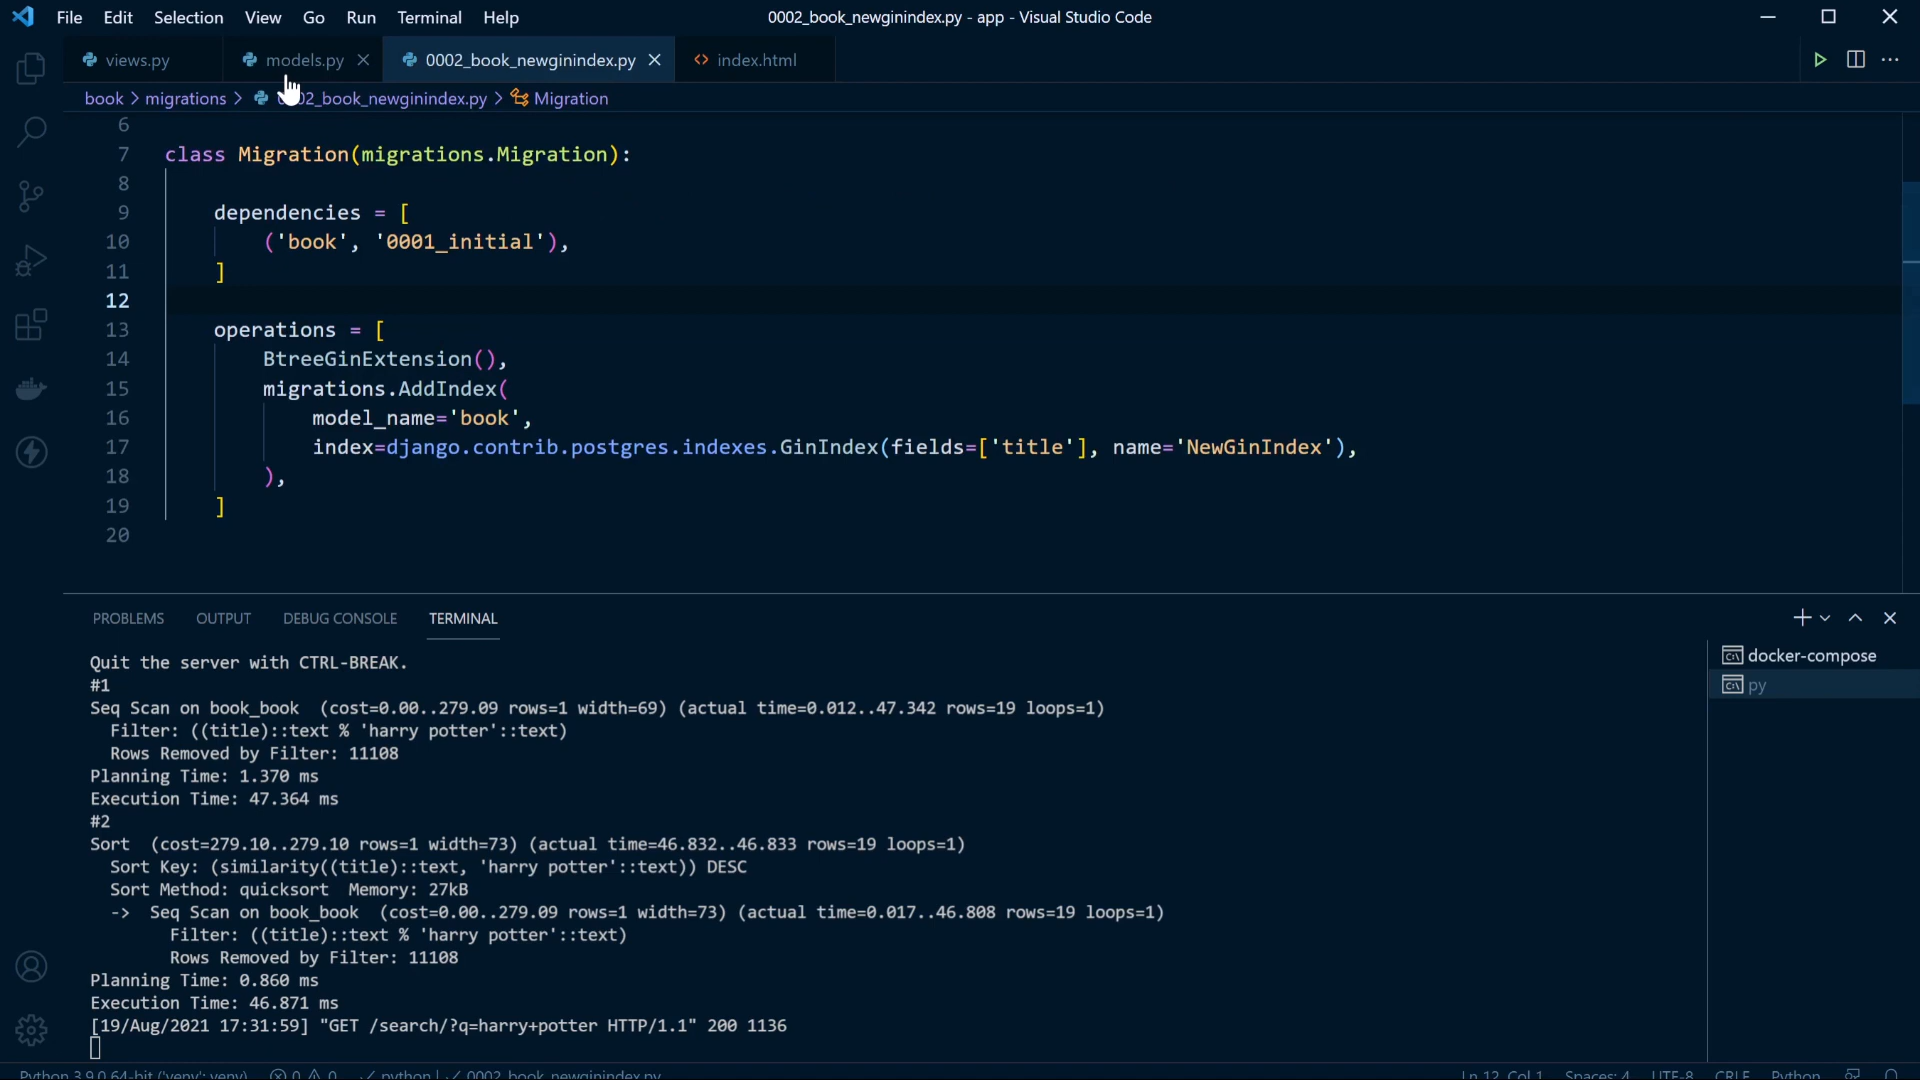 File Edit Selection View Go Run Terminal Help
0002_book_newginindex.py - app - Visual Studio Code
views.py models.py 0002_book_newginindex.py index.html
book > migrations > 02_book_newginindex.py > Migration
6
7 class Migration(migrations.Migration):
8
9 dependencies = [
10 ('book', '0001_initial'),
11 ]
12
13 operations = [
14 BtreeGinExtension(),
15 migrations.AddIndex(
16 model_name='book',
17 index=django.contrib.postgres.indexes.GinIndex(fields=['title'], name='NewGinIndex'),
18 ),
19 ]
20
PROBLEMS OUTPUT DEBUG CONSOLE TERMINAL
docker-compose
py
Quit the server with CTRL-BREAK.
#1
Seq Scan on book_book (cost=0.00..279.09 rows=1 width=69) (actual time=0.012..47.342 rows=19 loops=1)
Filter: ((title)::text % 'harry potter'::text)
Rows Removed by Filter: 11108
Planning Time: 1.370 ms
Execution Time: 47.364 ms
#2
Sort (cost=279.10..279.10 rows=1 width=73) (actual time=46.832..46.833 rows=19 loops=1)
Sort Key: (similarity((title)::text, 'harry potter'::text)) DESC
Sort Method: quicksort Memory: 27kB
-> Seq Scan on book_book (cost=0.00..279.09 rows=1 width=73) (actual time=0.017..46.808 rows=19 loops=1)
Filter: ((title)::text % 'harry potter'::text)
Rows Removed by Filter: 11108
Planning Time: 0.860 ms
Execution Time: 46.871 ms
[19/Aug/2021 17:31:59] "GET /search/?q=harry+potter HTTP/1.1" 200 1136
Python 3.9.0 64-bit ('venv': venv) 0 0 python | 0002_book_newginindex.py Ln 12, Col 1 Spaces: 4 UTF-8 CRLF Python